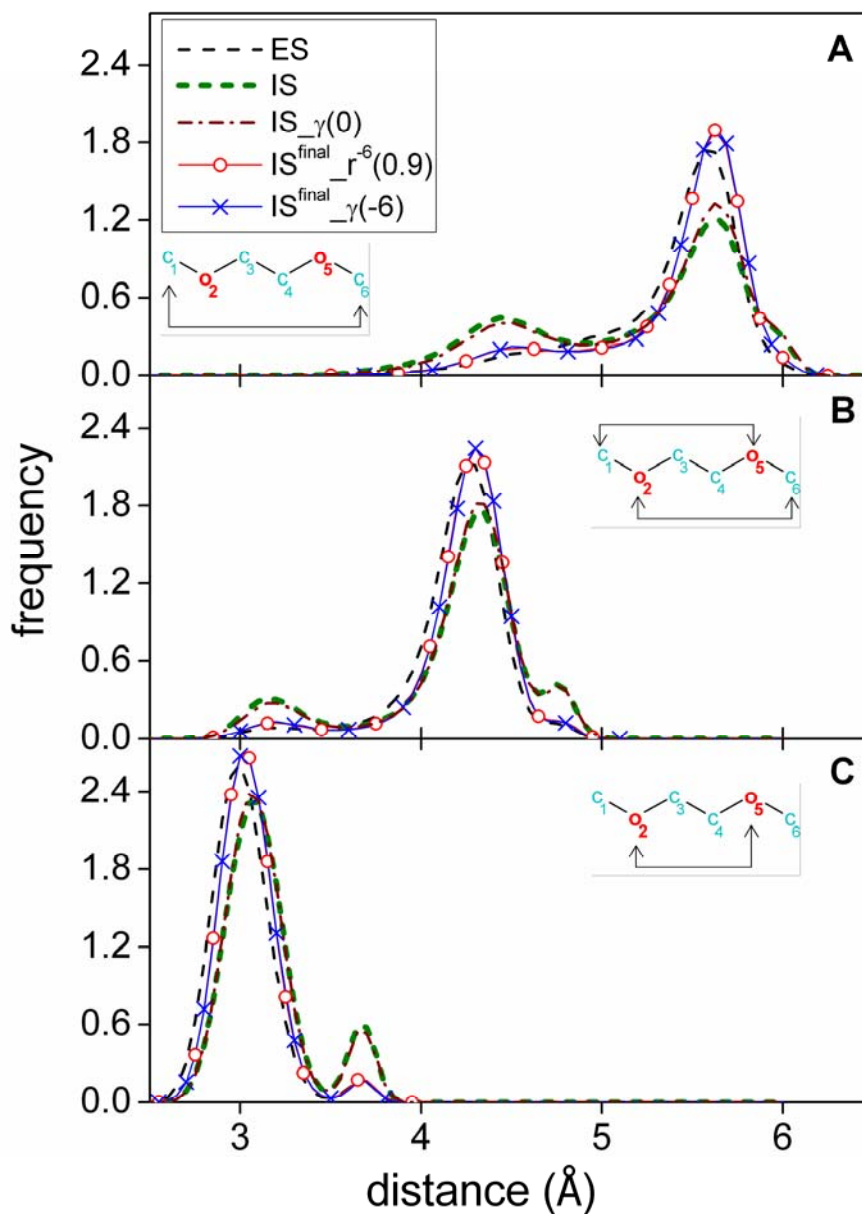 A
2.4
1.8
1.2
0.6
0.0
ES
IS
IS_γ(0)
IS^final_r^-6(0.9)
IS^final_γ(-6)
C1 O2 C3 C4 O5 C6
B
2.4
1.8
1.2
0.6
0.0
C1 O2 C3 C4 O5 C6
frequency
C
2.4
1.8
1.2
0.6
0.0
C1 O2 C3 C4 O5 C6
3 4 5 6
distance (Å)